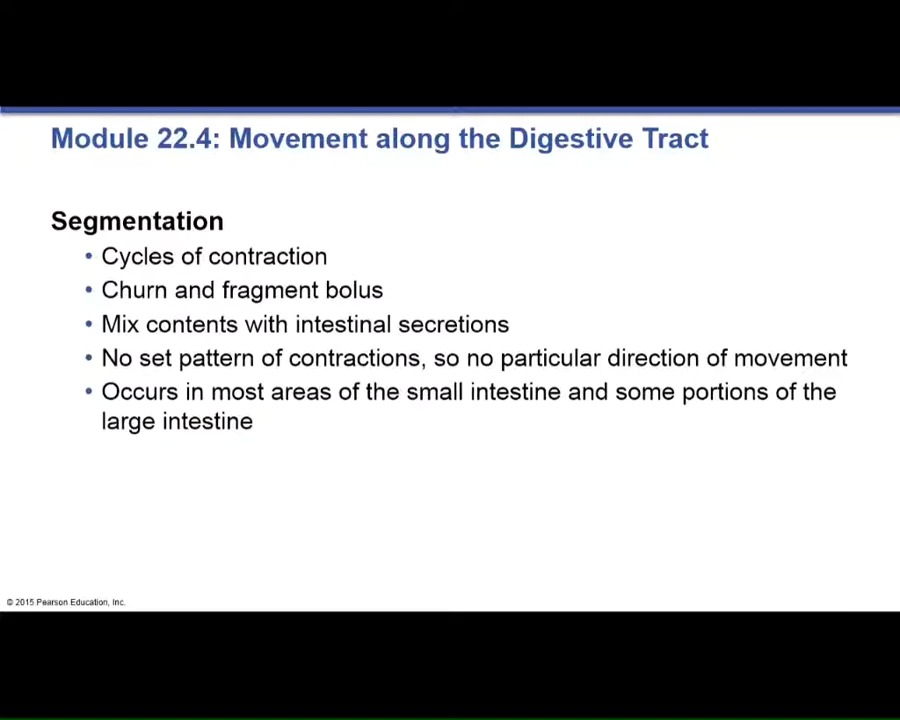 Module 22.4: Movement along the Digestive Tract
Segmentation
• Cycles of contraction
• Churn and fragment bolus
• Mix contents with intestinal secretions
• No set pattern of contractions, so no particular direction of movement
• Occurs in most areas of the small intestine and some portions of the
large intestine
© 2015 Pearson Education, Inc.